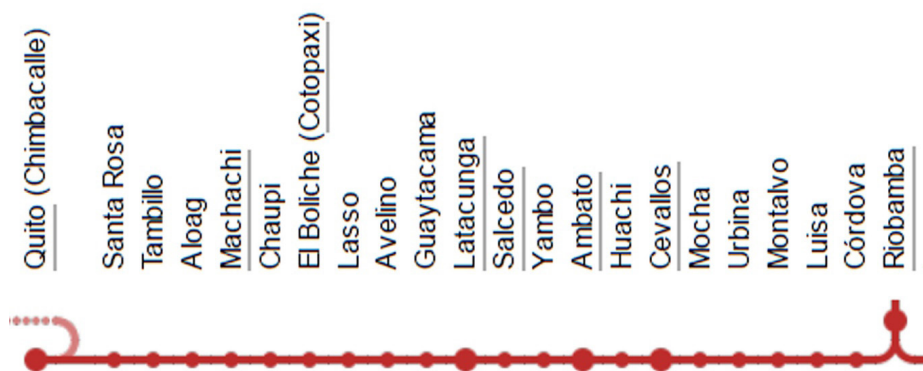 Quito (Chimbacalle)
Santa Rosa
Tambillo
Aloag
Machachi
Chaupi
El Boliche (Cotopaxi)
Lasso
Avelino
Guaytacama
Latacunga
Salcedo
Yambo
Ambato
Huachi
Cevallos
Mocha
Urbina
Montalvo
Luisa
Córdova
Riobamba